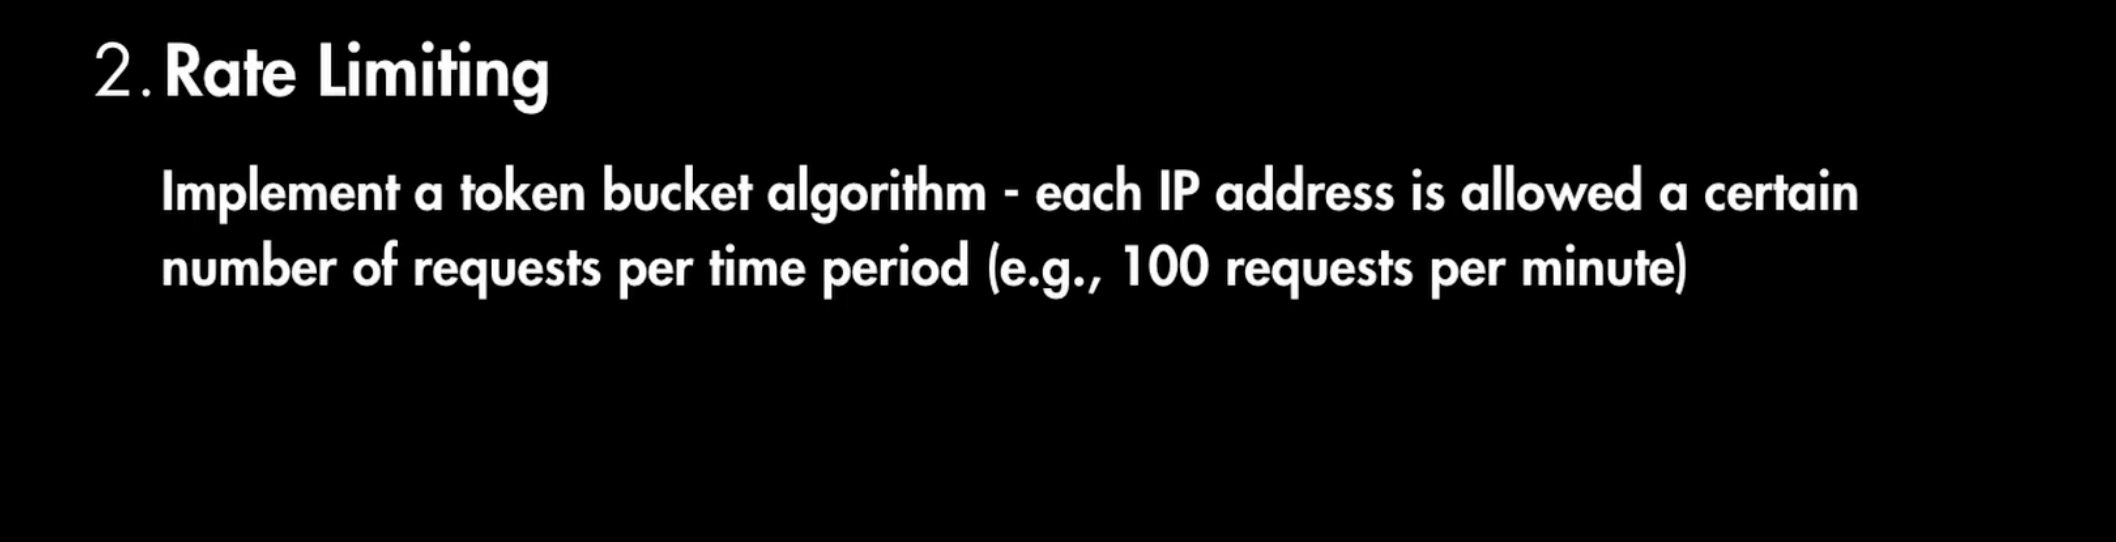 2. Rate Limiting
Implement a token bucket algorithm - each IP address is allowed a certain
number of requests per time period (e.g., 100 requests per minute)